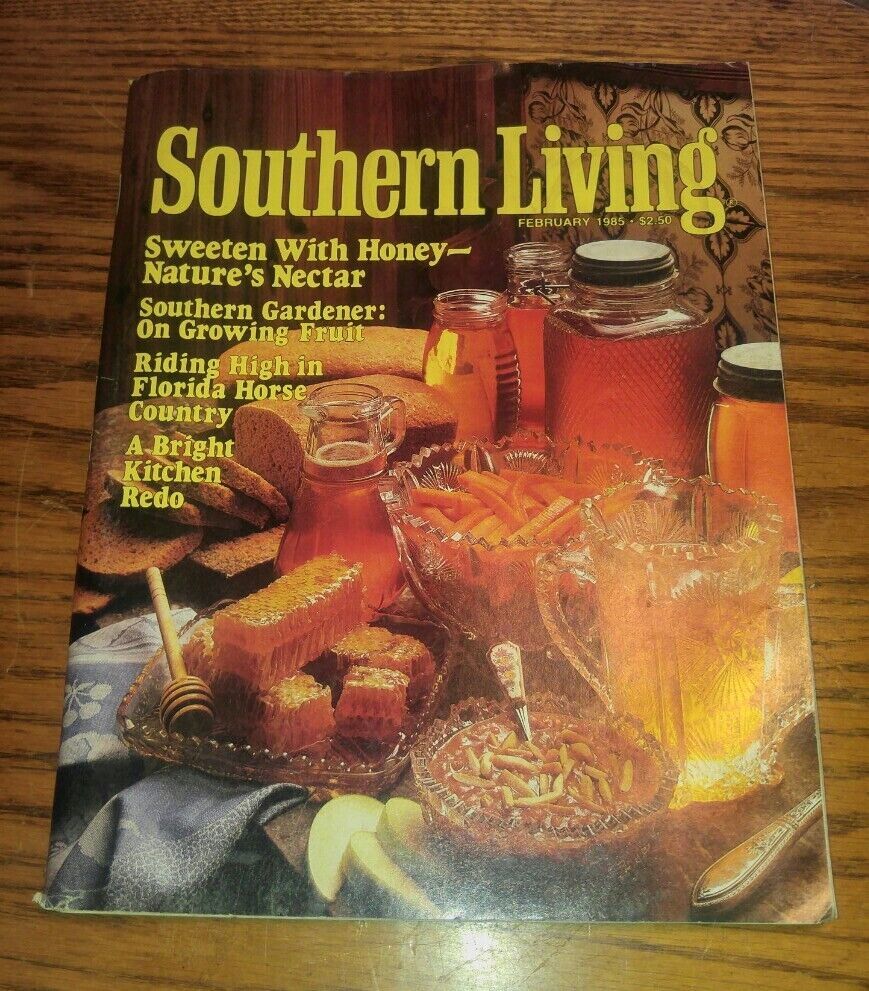 Southern Living®
FEBRUARY 1985 • $2.50
Sweeten With Honey—
Nature's Nectar
Southern Gardener:
On Growing Fruit
Riding High in
Florida Horse
Country
A Bright
Kitchen
Redo